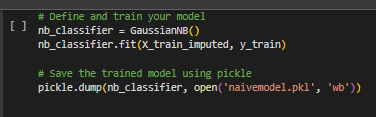 # Define and train your model
[ ] nb_classifier = GaussianNB()
nb_classifier.fit(X_train_imputed, y_train)
# Save the trained model using pickle
pickle.dump(nb_classifier, open('naivemodel.pkl', 'wb'))